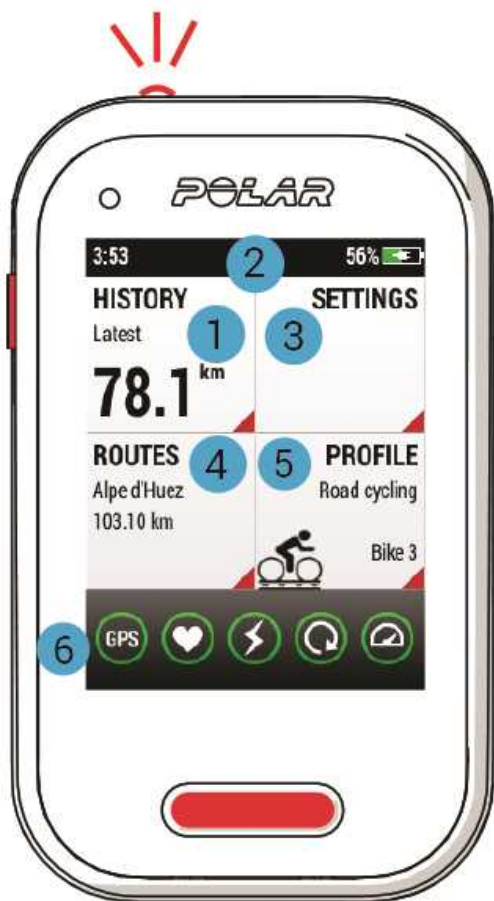 POLAR
3:53
2
56%
HISTORY
1
Latest
78.1 km
3
SETTINGS
ROUTES
4
Alpe d'Huez
103.10 km
5
PROFILE
Road cycling
Bike 3
6
GPS